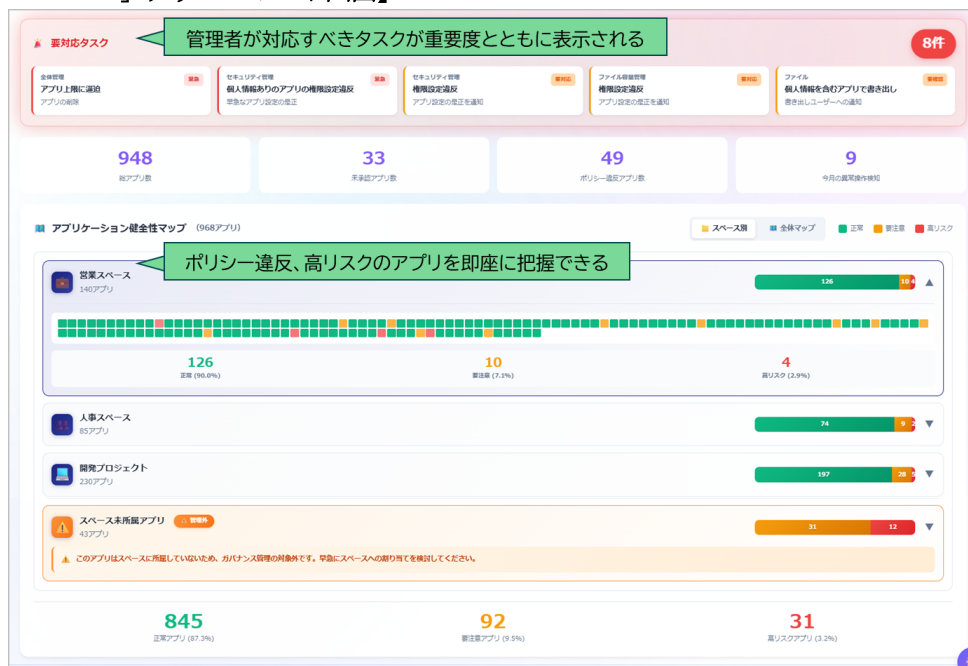 要対応タスク
管理者が対応すべきタスクが重要度とともに表示される
8件
全体管理
緊急
アプリ上限に逼迫
アプリの削除
セキュリティ管理
緊急
個人情報ありのアプリの権限設定違反
早急なアプリ設定の是正
セキュリティ管理
要対応
権限設定違反
アプリ設定の是正を通知
ファイル容量管理
要対応
権限設定違反
アプリ設定の是正を通知
ファイル
要確認
個人情報を含むアプリで書き出し
書き出しユーザーへの通知
948
総アプリ数
33
未承認アプリ数
49
ポリシー違反アプリ数
9
今月の異常操作検知
アプリケーション健全性マップ (968アプリ)
スペース別 全体マップ 正常 要注意 高リスク
ポリシー違反、高リスクのアプリを即座に把握できる
営業スペース
140アプリ
126 10 4 ▲
126
正常 (90.0%)
10
要注意 (7.1%)
4
高リスク (2.9%)
人事スペース
85アプリ
74 9 2 ▼
開発プロジェクト
230アプリ
197 28 5 ▼
スペース未所属アプリ 管理外
43アプリ
31 12 ▼
このアプリはスペースに所属していないため、ガバナンス管理の対象外です。早急にスペースへの割り当てを検討してください。
845
正常アプリ (87.3%)
92
要注意アプリ (9.5%)
31
高リスクアプリ (3.2%)